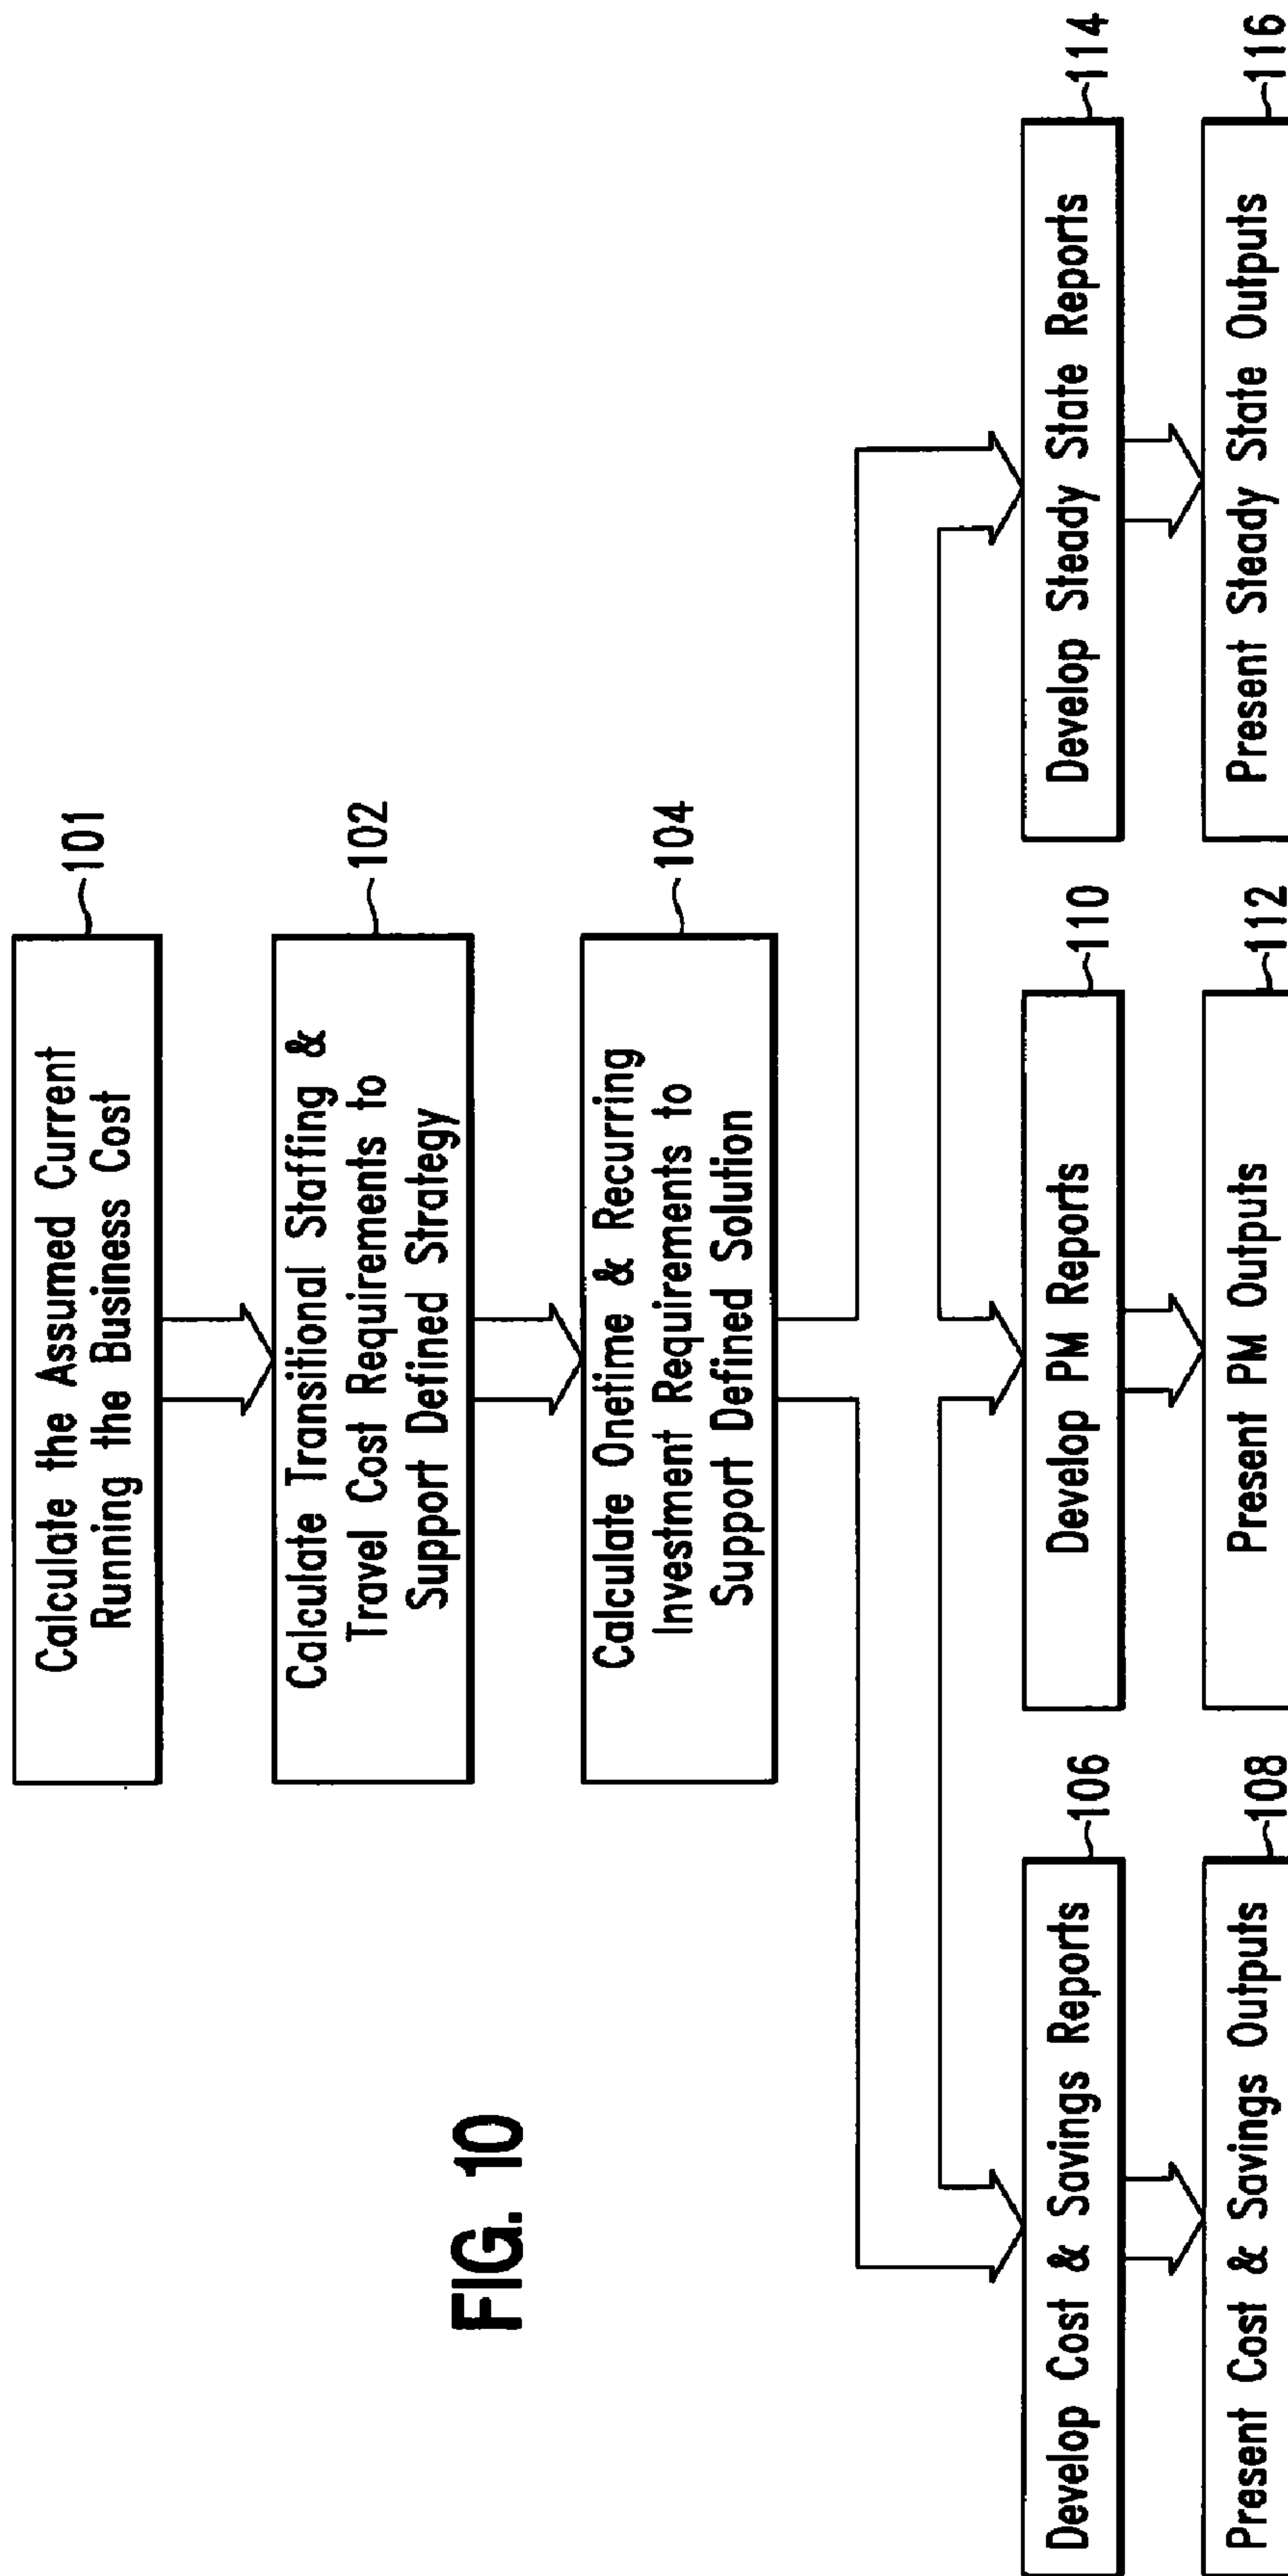 Calculate the Assumed Current
Running the Business Cost
101
Calculate Transitional Staffing &
Travel Cost Requirements to
Support Defined Strategy
102
Calculate Onetime & Recurring
Investment Requirements to
Support Defined Solution
104
FIG. 10
Develop Cost & Savings Reports
106
Develop PM Reports
110
Develop Steady State Reports
114
Present Cost & Savings Outputs
108
Present PM Outputs
112
Present Steady State Outputs
116